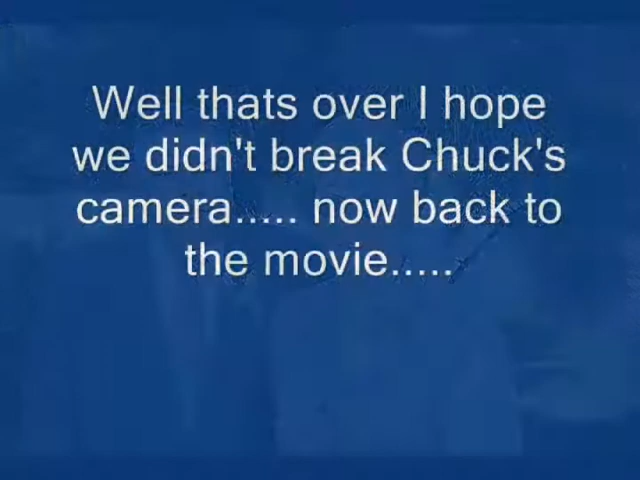 Well thats over I hope
we didn't break Chuck's
camera..... now back to
the movie.....